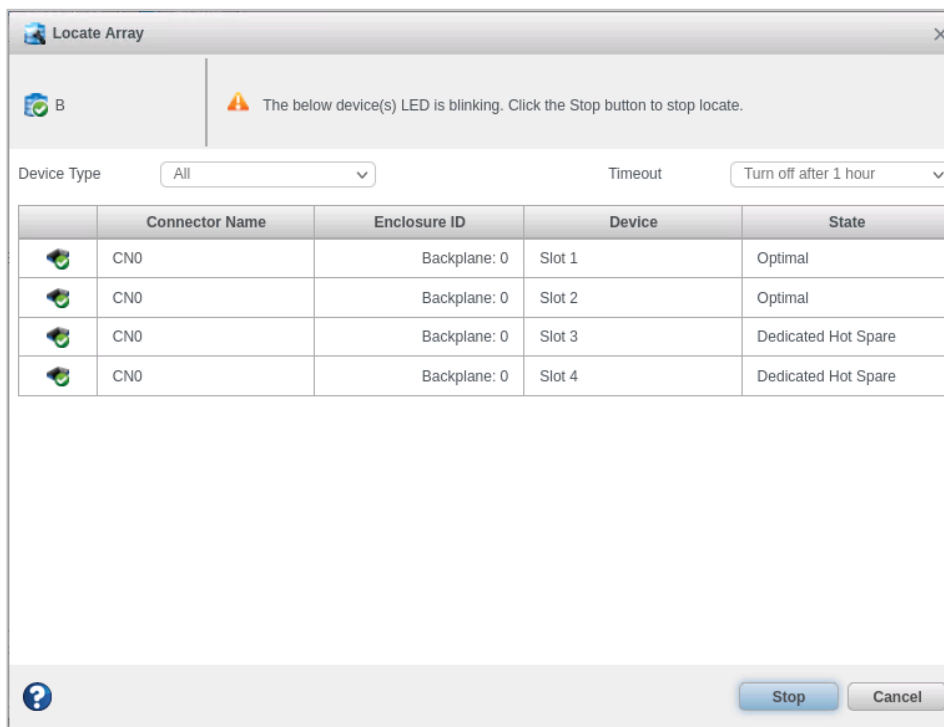 Locate Array
B
The below device(s) LED is blinking. Click the Stop button to stop locate.
Device Type All Timeout Turn off after 1 hour
Connector Name Enclosure ID Device State
CN0 Backplane: 0 Slot 1 Optimal
CN0 Backplane: 0 Slot 2 Optimal
CN0 Backplane: 0 Slot 3 Dedicated Hot Spare
CN0 Backplane: 0 Slot 4 Dedicated Hot Spare
?
Stop Cancel